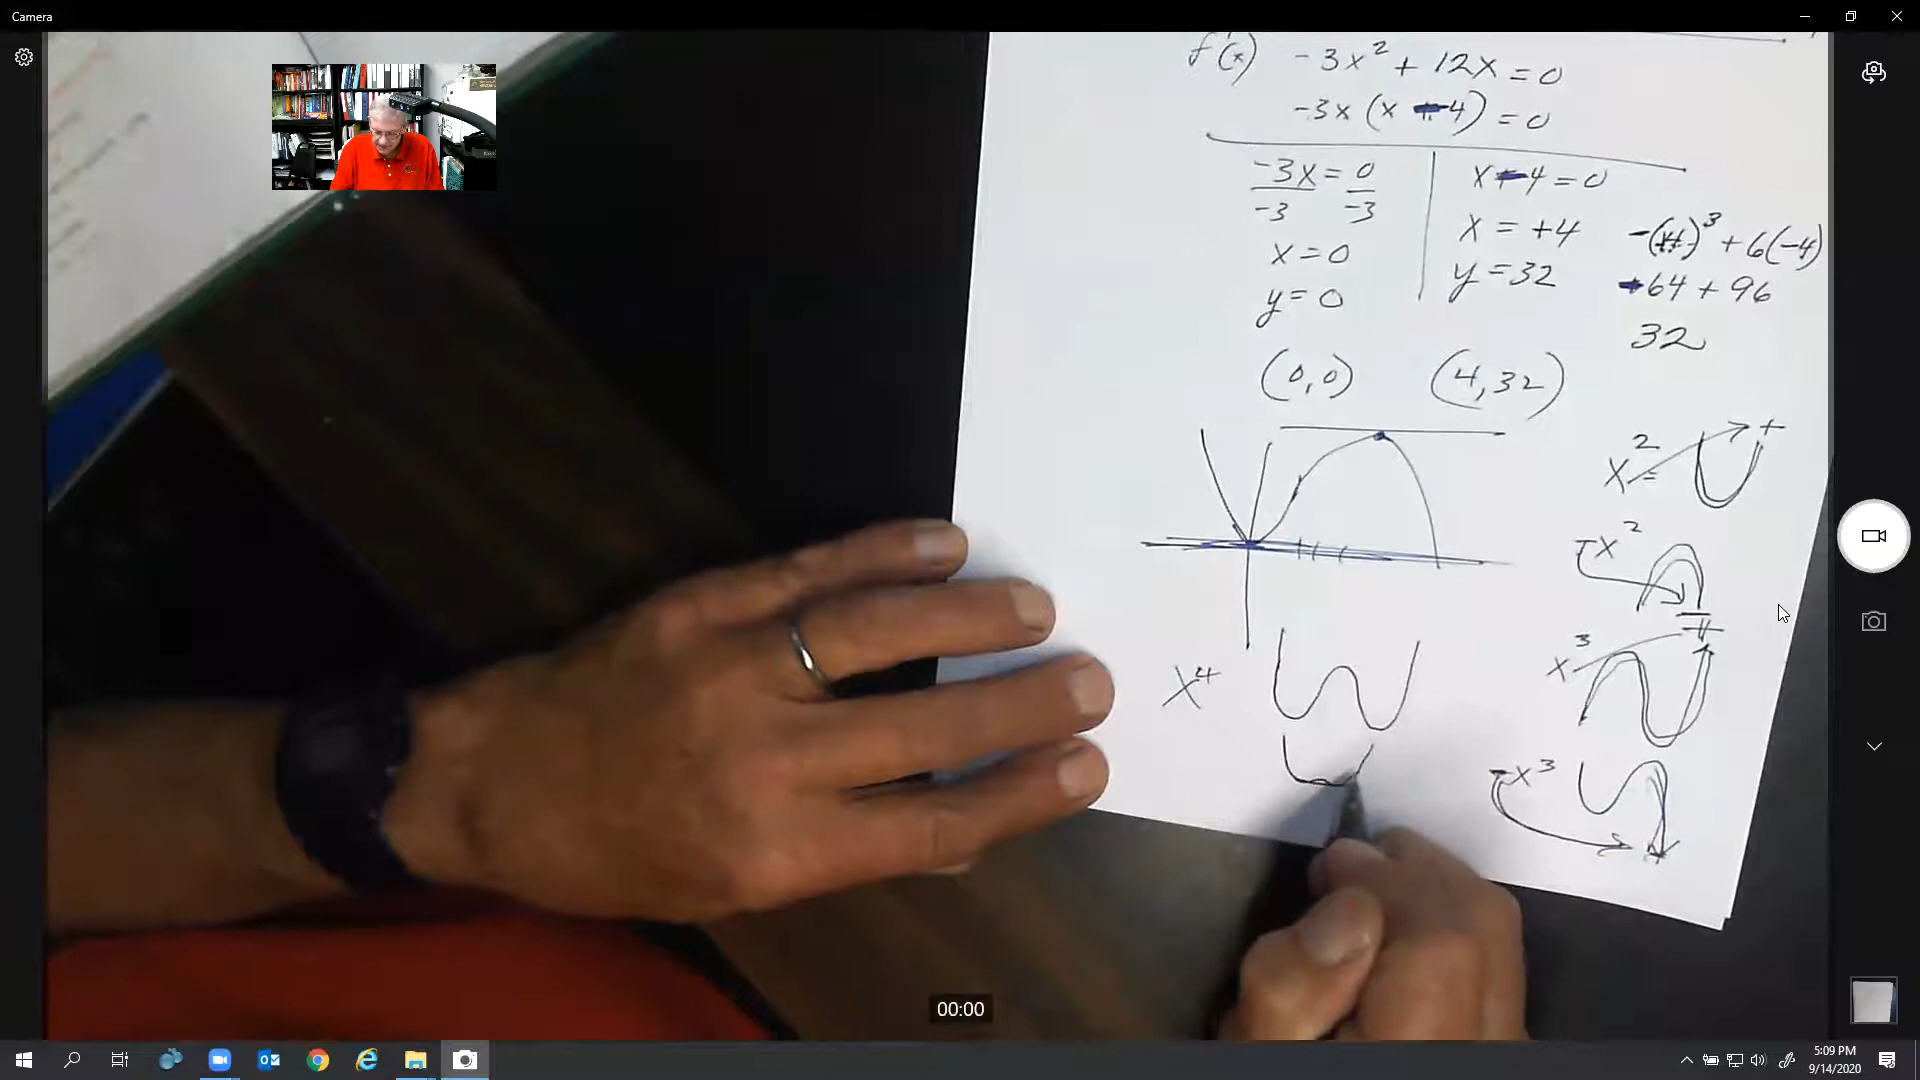 Camera
f'(x) -3x² + 12x = 0
-3x (x - 4) = 0
-3x = 0
-3 -3
x = 0
y = 0
x - 4 = 0
x = +4
y = 32
)³ + 6(-4)
-64 + 96
32
(0,0) (4,32)
x² +
-x²
x³ +
x⁴
-x³
00:00
5:09 PM
9/14/2020